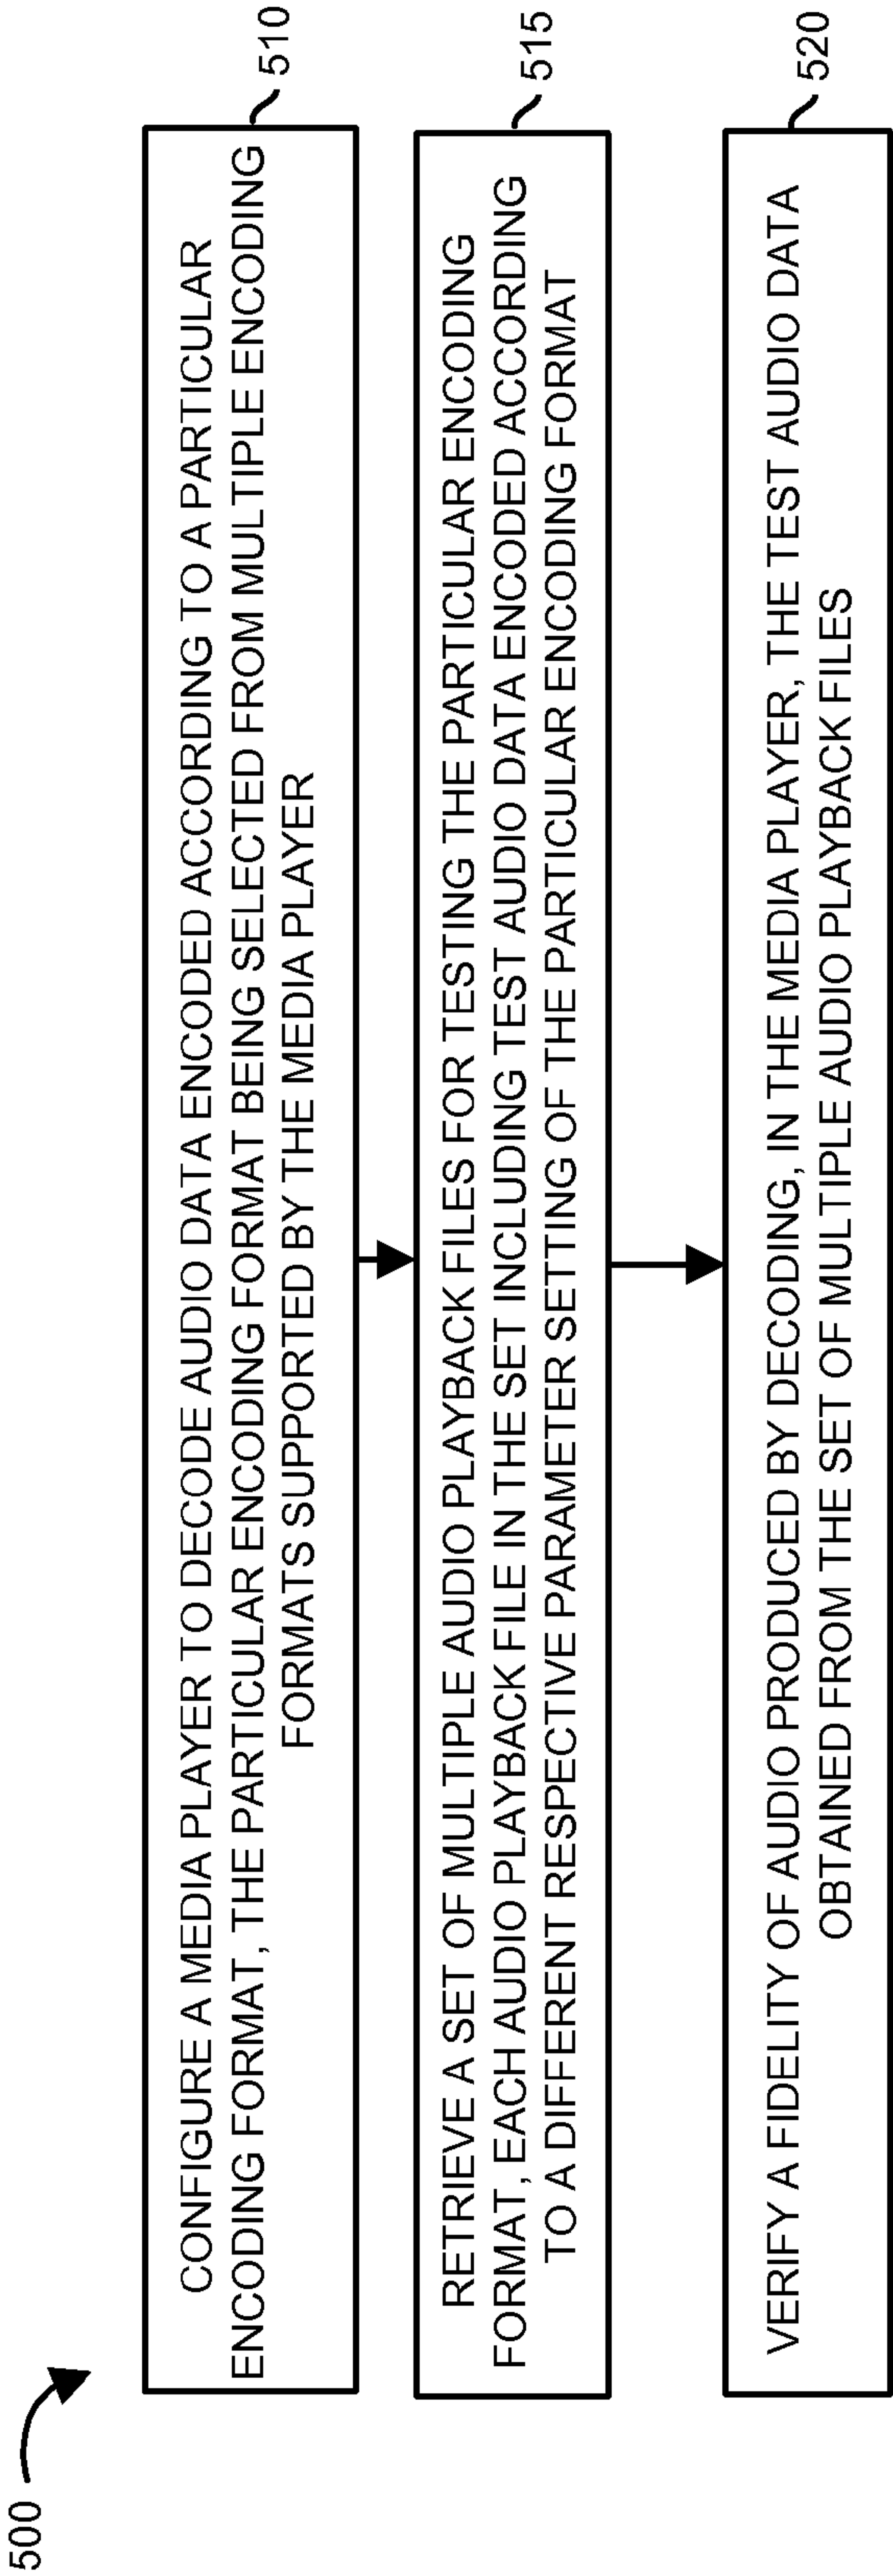 500
CONFIGURE A MEDIA PLAYER TO DECODE AUDIO DATA ENCODED ACCORDING TO A PARTICULAR
ENCODING FORMAT, THE PARTICULAR ENCODING FORMAT BEING SELECTED FROM MULTIPLE ENCODING
FORMATS SUPPORTED BY THE MEDIA PLAYER
510
RETRIEVE A SET OF MULTIPLE AUDIO PLAYBACK FILES FOR TESTING THE PARTICULAR ENCODING
FORMAT, EACH AUDIO PLAYBACK FILE IN THE SET INCLUDING TEST AUDIO DATA ENCODED ACCORDING
TO A DIFFERENT RESPECTIVE PARAMETER SETTING OF THE PARTICULAR ENCODING FORMAT
515
VERIFY A FIDELITY OF AUDIO PRODUCED BY DECODING, IN THE MEDIA PLAYER, THE TEST AUDIO DATA
OBTAINED FROM THE SET OF MULTIPLE AUDIO PLAYBACK FILES
520